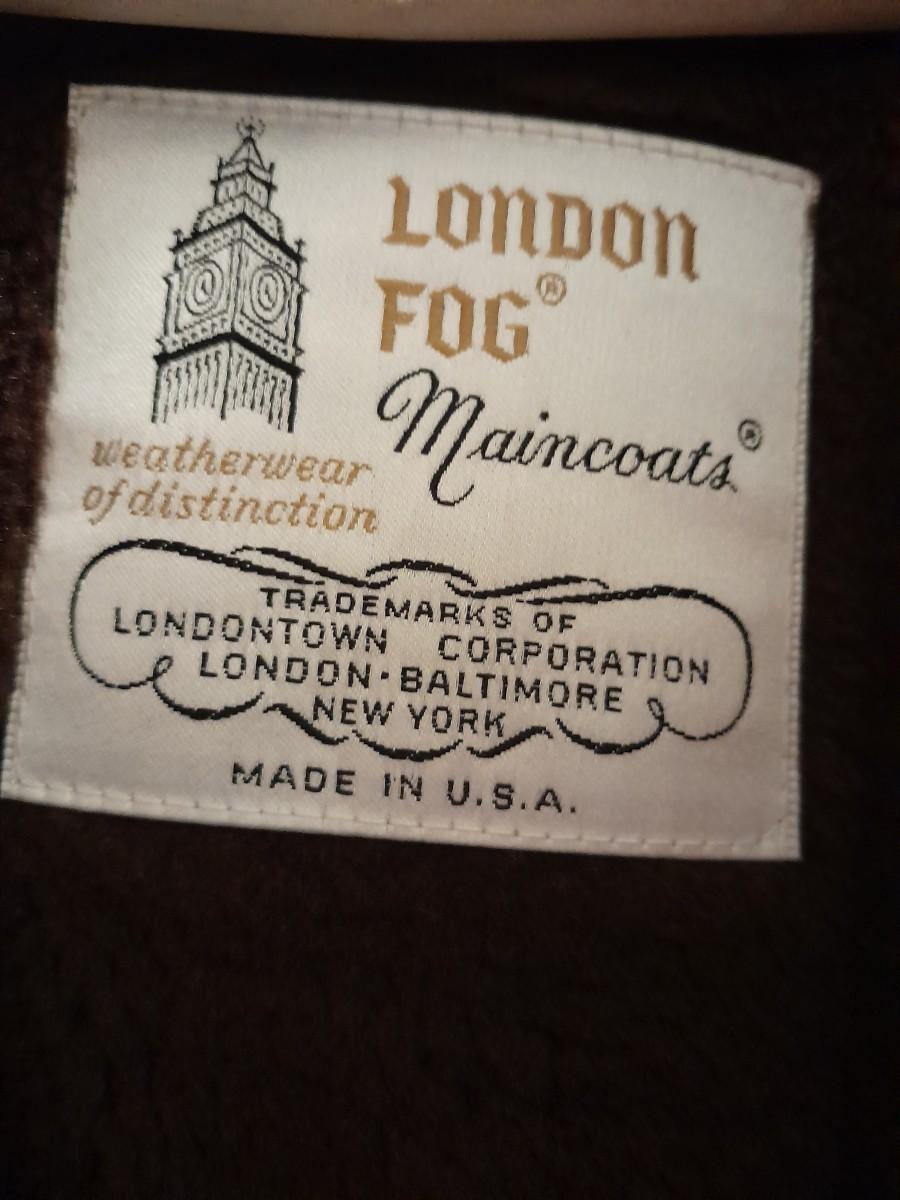 LONDON
FOG®
Maincoats®
weatherwear
of distinction
TRADEMARKS OF
LONDONTOWN CORPORATION
LONDON·BALTIMORE
NEW YORK
MADE IN U.S.A.